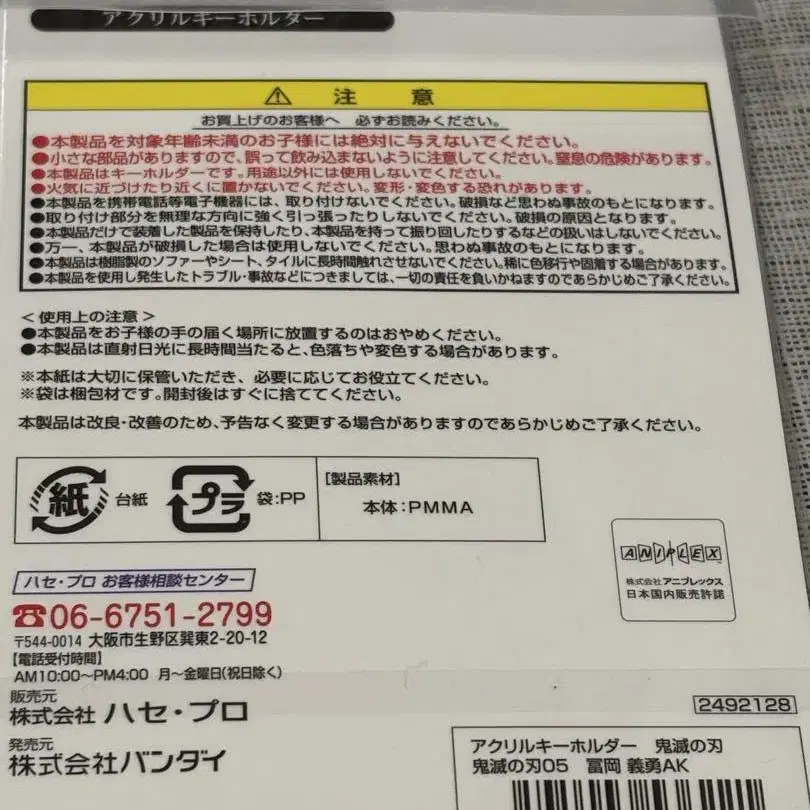 アクリルキーホルダー
⚠ 注 意
お買上げのお客様へ 必ずお読みください。
●本製品を対象年齢未満のお子様には絶対に与えないでください。
●小さな部品がありますので、誤って飲み込まないように注意してください。窒息の危険があります。
●本製品はキーホルダーです。用途以外には使用しないでください。
●火気に近づけたり近くに置かないでください。変形・変色する恐れがあります。
●本製品を携帯電話等電子機器には、取り付けないでください。破損など思わぬ事故のもとになります。
●取り付け部分を無理な方向に強く引っ張ったりしないでください。破損の原因となります。
●本製品だけで装着した製品を保持したり、本製品を持って振り回したりするなどの扱いはしないでください。
●万一、本製品が破損した場合は使用しないでください。思わぬ事故のもとになります。
●本製品は樹脂製のソファーやシート、タイルに長時間触れさせないでください。稀に色移行や固着する場合があります。
●本製品を使用し発生したトラブル・事故などにつきましては、一切の責任を負いかねますのであらかじめご了承ください。
＜使用上の注意＞
●本製品をお子様の手の届く場所に放置するのはおやめください。
●本製品は直射日光に長時間当たると、色落ちや変色する場合があります。
※本紙は大切に保管いただき、必要に応じてお役立てください。
※袋は梱包材です。開封後はすぐに捨ててください。
本製品は改良・改善のため、予告なく変更する場合がありますのであらかじめご了承ください。
紙 台紙 プラ 袋:PP
【製品素材】
本体:PMMA
ANIPLEX
株式会社アニプレックス
日本国内販売許諾
ハセ・プロ お客様相談センター
☎06-6751-2799
〒544-0014 大阪市生野区巽東2-20-12
【電話受付時間】
AM10:00〜PM4:00 月〜金曜日(祝日除く)
販売元
株式会社 ハセ・プロ
発売元
株式会社バンダイ
2492128
アクリルキーホルダー 鬼滅の刃
鬼滅の刃05 冨岡 義勇AK